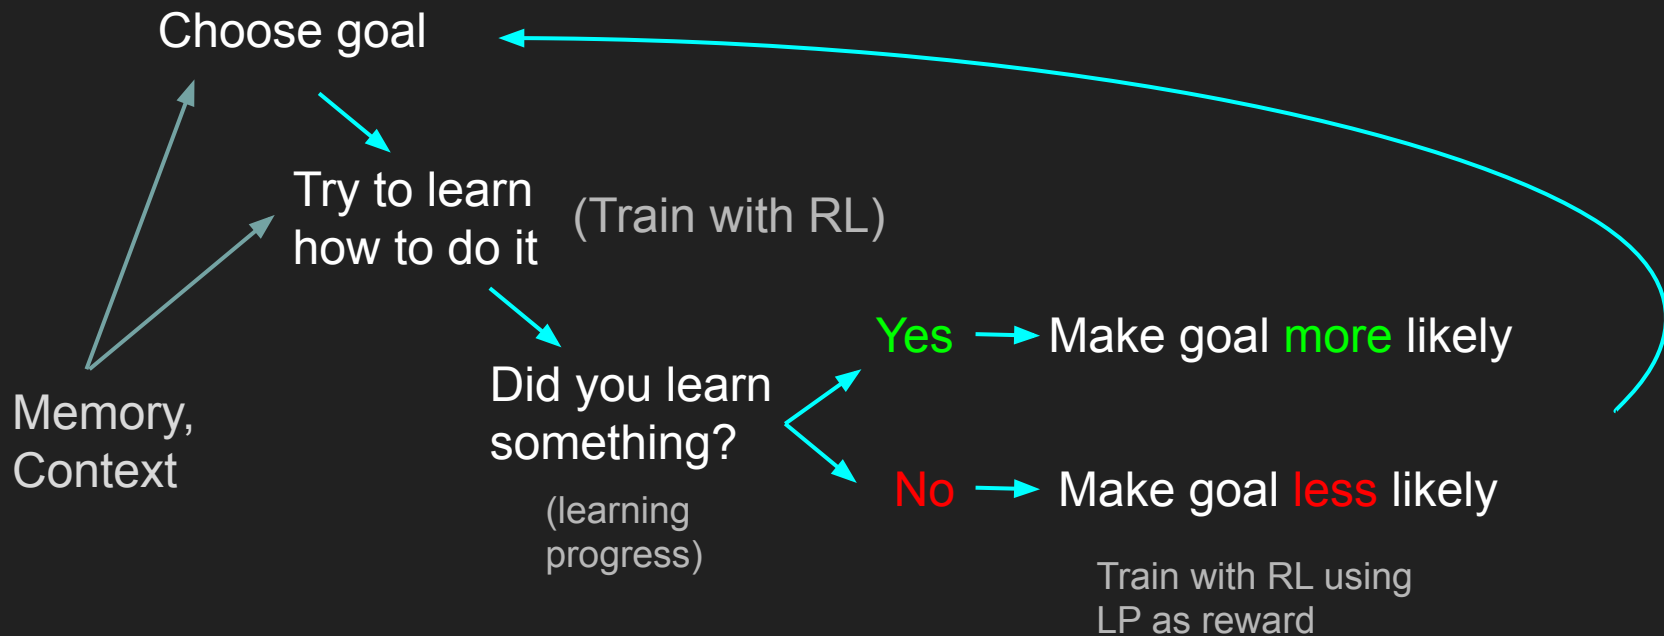 Choose goal
Try to learn
how to do it
(Train with RL)
Memory,
Context
Did you learn
something?
(learning
progress)
Yes
Make goal more likely
No
Make goal less likely
Train with RL using
LP as reward